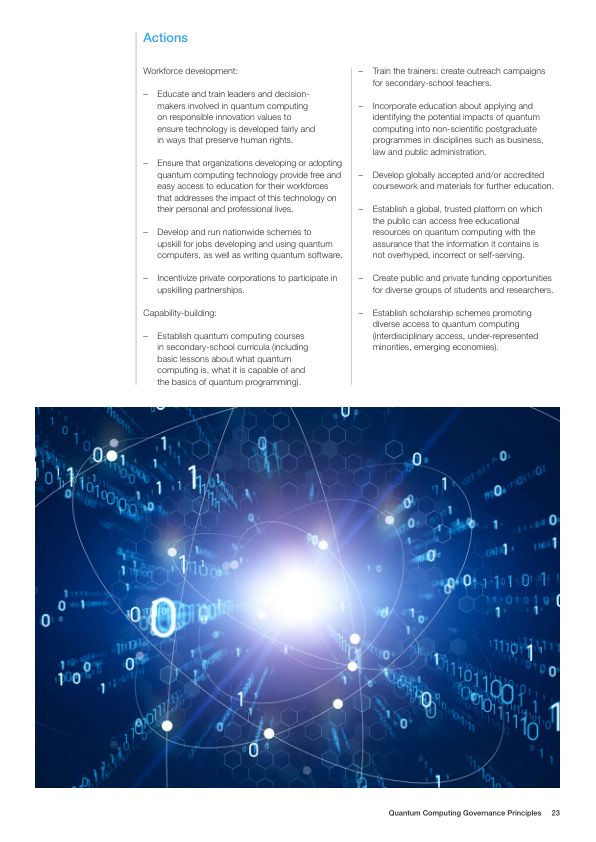 Actions
Workforce development:
– Educate and train leaders and decision-
makers involved in quantum computing
on responsible innovation values to
ensure technology is developed fairly and
in ways that preserve human rights.
– Ensure that organizations developing or adopting
quantum computing technology provide free and
easy access to education for their workforces
that addresses the impact of this technology on
their personal and professional lives.
– Develop and run nationwide schemes to
upskill for jobs developing and using quantum
computers, as well as writing quantum software.
– Incentivize private corporations to participate in
upskilling partnerships.
Capability-building:
– Establish quantum computing courses
in secondary-school curricula (including
basic lessons about what quantum
computing is, what it is capable of and
the basics of quantum programming).
– Train the trainers: create outreach campaigns
for secondary-school teachers.
– Incorporate education about applying and
identifying the potential impacts of quantum
computing into non-scientific postgraduate
programmes in disciplines such as business,
law and public administration.
– Develop globally accepted and/or accredited
coursework and materials for further education.
– Establish a global, trusted platform on which
the public can access free educational
resources on quantum computing with the
assurance that the information it contains is
not overhyped, incorrect or self-serving.
– Create public and private funding opportunities
for diverse groups of students and researchers.
– Establish scholarship schemes promoting
diverse access to quantum computing
(interdisciplinary access, under-represented
minorities, emerging economies).
Quantum Computing Governance Principles 23